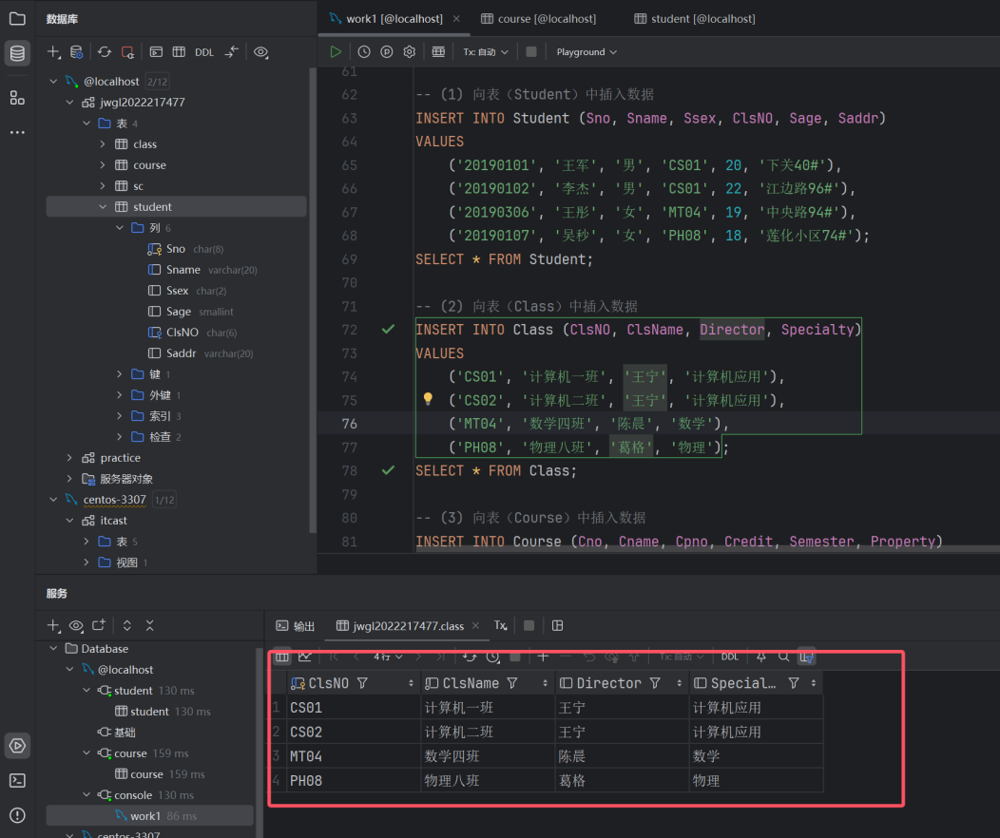 数据库
work1 [@localhost]
course [@localhost]
student [@localhost]
DDL
Tx: 自动
Playground
@localhost 2/12
jwgl2022217477
表 4
class
course
sc
student
列 6
Sno char(8)
Sname varchar(20)
Ssex char(2)
Sage smallint
ClsNO char(6)
Saddr varchar(20)
键 1
外键 1
索引 3
检查 2
practice
服务器对象
centos-3307 1/12
itcast
表 5
视图 1
61
62 -- (1) 向表（Student）中插入数据
63 INSERT INTO Student (Sno, Sname, Ssex, ClsNO, Sage, Saddr)
64 VALUES
65 ('20190101', '王军', '男', 'CS01', 20, '下关40#'),
66 ('20190102', '李杰', '男', 'CS01', 22, '江边路96#'),
67 ('20190306', '王彤', '女', 'MT04', 19, '中央路94#'),
68 ('20190107', '吴秒', '女', 'PH08', 18, '莲化小区74#');
69 SELECT * FROM Student;
70
71 -- (2) 向表（Class）中插入数据
72 INSERT INTO Class (ClsNO, ClsName, Director, Specialty)
73 VALUES
74 ('CS01', '计算机一班', '王宁', '计算机应用'),
75 ('CS02', '计算机二班', '王宁', '计算机应用'),
76 ('MT04', '数学四班', '陈晨', '数学'),
77 ('PH08', '物理八班', '葛格', '物理');
78 SELECT * FROM Class;
79
80 -- (3) 向表（Course）中插入数据
81 INSERT INTO Course (Cno, Cname, Cpno, Credit, Semester, Property)
服务
Database
@localhost
student 130 ms
student 130 ms
基础
course 159 ms
course 159 ms
console 130 ms
work1 86 ms
centos-3307
输出
jwgl2022217477.class
Tx
4行
Tx: 自动
DDL
ClsNO ClsName Director Special...
1 CS01 计算机一班 王宁 计算机应用
2 CS02 计算机二班 王宁 计算机应用
3 MT04 数学四班 陈晨 数学
4 PH08 物理八班 葛格 物理